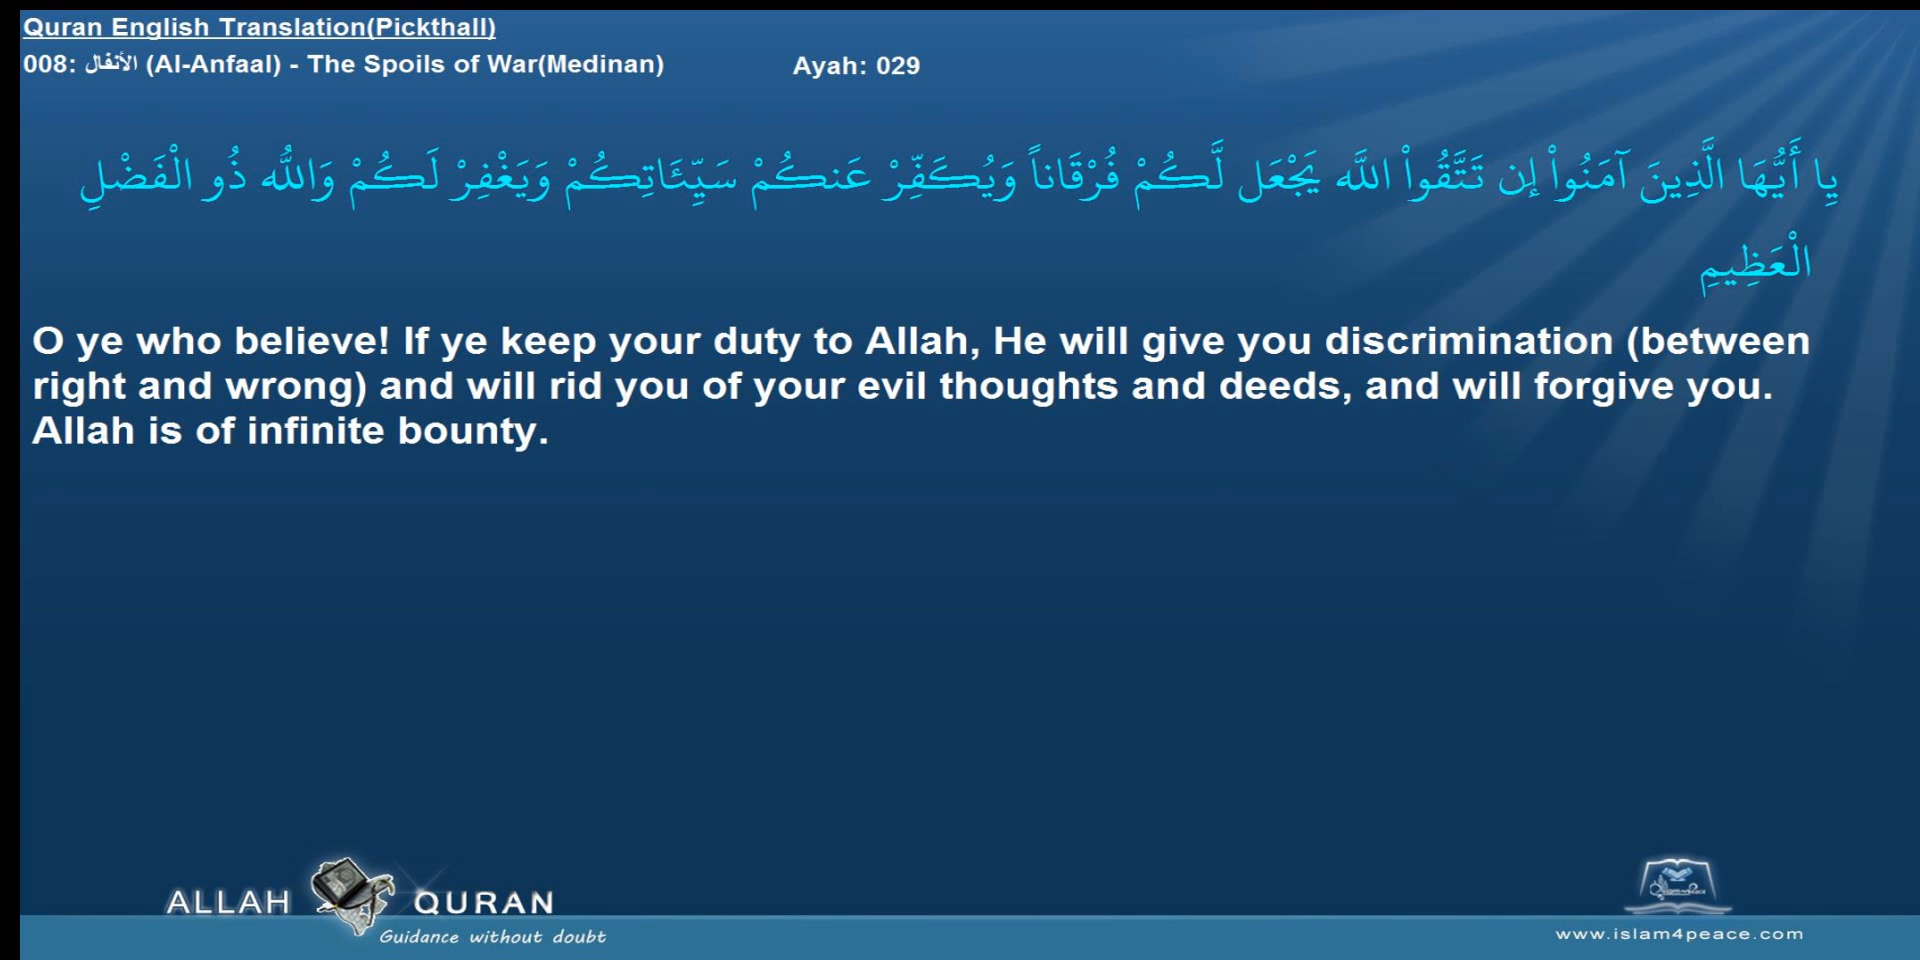 Quran English Translation(Pickthall)
008: الأنفال (Al-Anfaal) - The Spoils of War(Medinan) Ayah: 029
يِا أَيُّهَا الَّذِينَ آمَنُواْ إِن تَتَّقُواْ اللَّه يَجْعَل لَّكُمْ فُرْقَاناً وَيُكَفِّرْ عَنكُمْ سَيِّئَاتِكُمْ وَيَغْفِرْ لَكُمْ وَاللَّهُ ذُو الْفَضْلِ
الْعَظِيمِ
O ye who believe! If ye keep your duty to Allah, He will give you discrimination (between
right and wrong) and will rid you of your evil thoughts and deeds, and will forgive you.
Allah is of infinite bounty.
ALLAH QURAN
Guidance without doubt
www.islam4peace.com